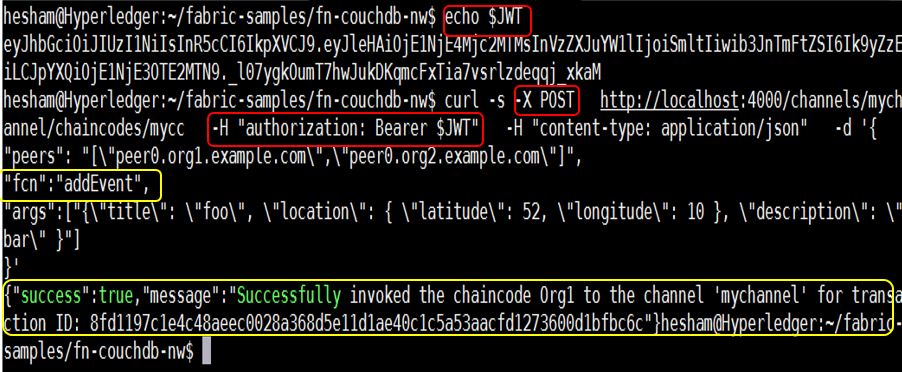 hesham@Hyperledger:~/fabric-samples/fn-couchdb-nw$ echo $JWT
eyJhbGciOiJIUzI1NiIsInR5cCI6IkpXVCJ9.eyJleHAiOjE1NjE4Mjc2MTMsInVzZXJuYW1lIjoiSmltIiwib3JnTmFtZSI6Ik9yZzE
iLCJpYXQiOjE1NjE3OTE2MTN9._l07ygkOumT7hwJukDKqmcFxTia7vsrlzdeqqj_xkaM
hesham@Hyperledger:~/fabric-samples/fn-couchdb-nw$ curl -s -X POST http://localhost:4000/channels/mych
annel/chaincodes/mycc -H "authorization: Bearer $JWT" -H "content-type: application/json" -d '{
"peers": "[\"peer0.org1.example.com\",\"peer0.org2.example.com\"]",
"fcn":"addEvent",
"args":["{\"title\": \"foo\", \"location\": { \"latitude\": 52, \"longitude\": 10 }, \"description\": \"
bar\" }"]
}'
{"success":true,"message":"Successfully invoked the chaincode Org1 to the channel 'mychannel' for transa
ction ID: 8fd1197c1e4c48aeec0028a368d5e11d1ae40c1c5a53aacfd1273600d1bfbc6c"}hesham@Hyperledger:~/fabric-
samples/fn-couchdb-nw$